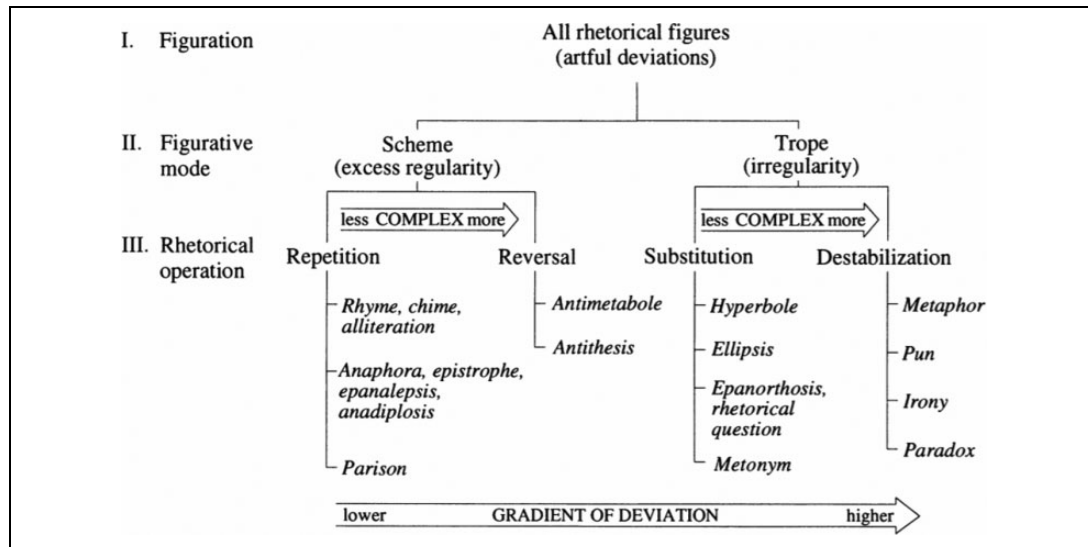 I. Figuration
All rhetorical figures
(artful deviations)
II. Figurative
mode
Scheme
(excess regularity)
Trope
(irregularity)
less COMPLEX more
less COMPLEX more
III. Rhetorical
operation
Repetition
Reversal
Substitution
Destabilization
Rhyme, chime,
alliteration
Anaphora, epistrophe,
epanalepsis,
anadiplosis
Parison
Antimetabole
Antithesis
Hyperbole
Ellipsis
Epanorthosis,
rhetorical
question
Metonym
Metaphor
Pun
Irony
Paradox
lower GRADIENT OF DEVIATION higher